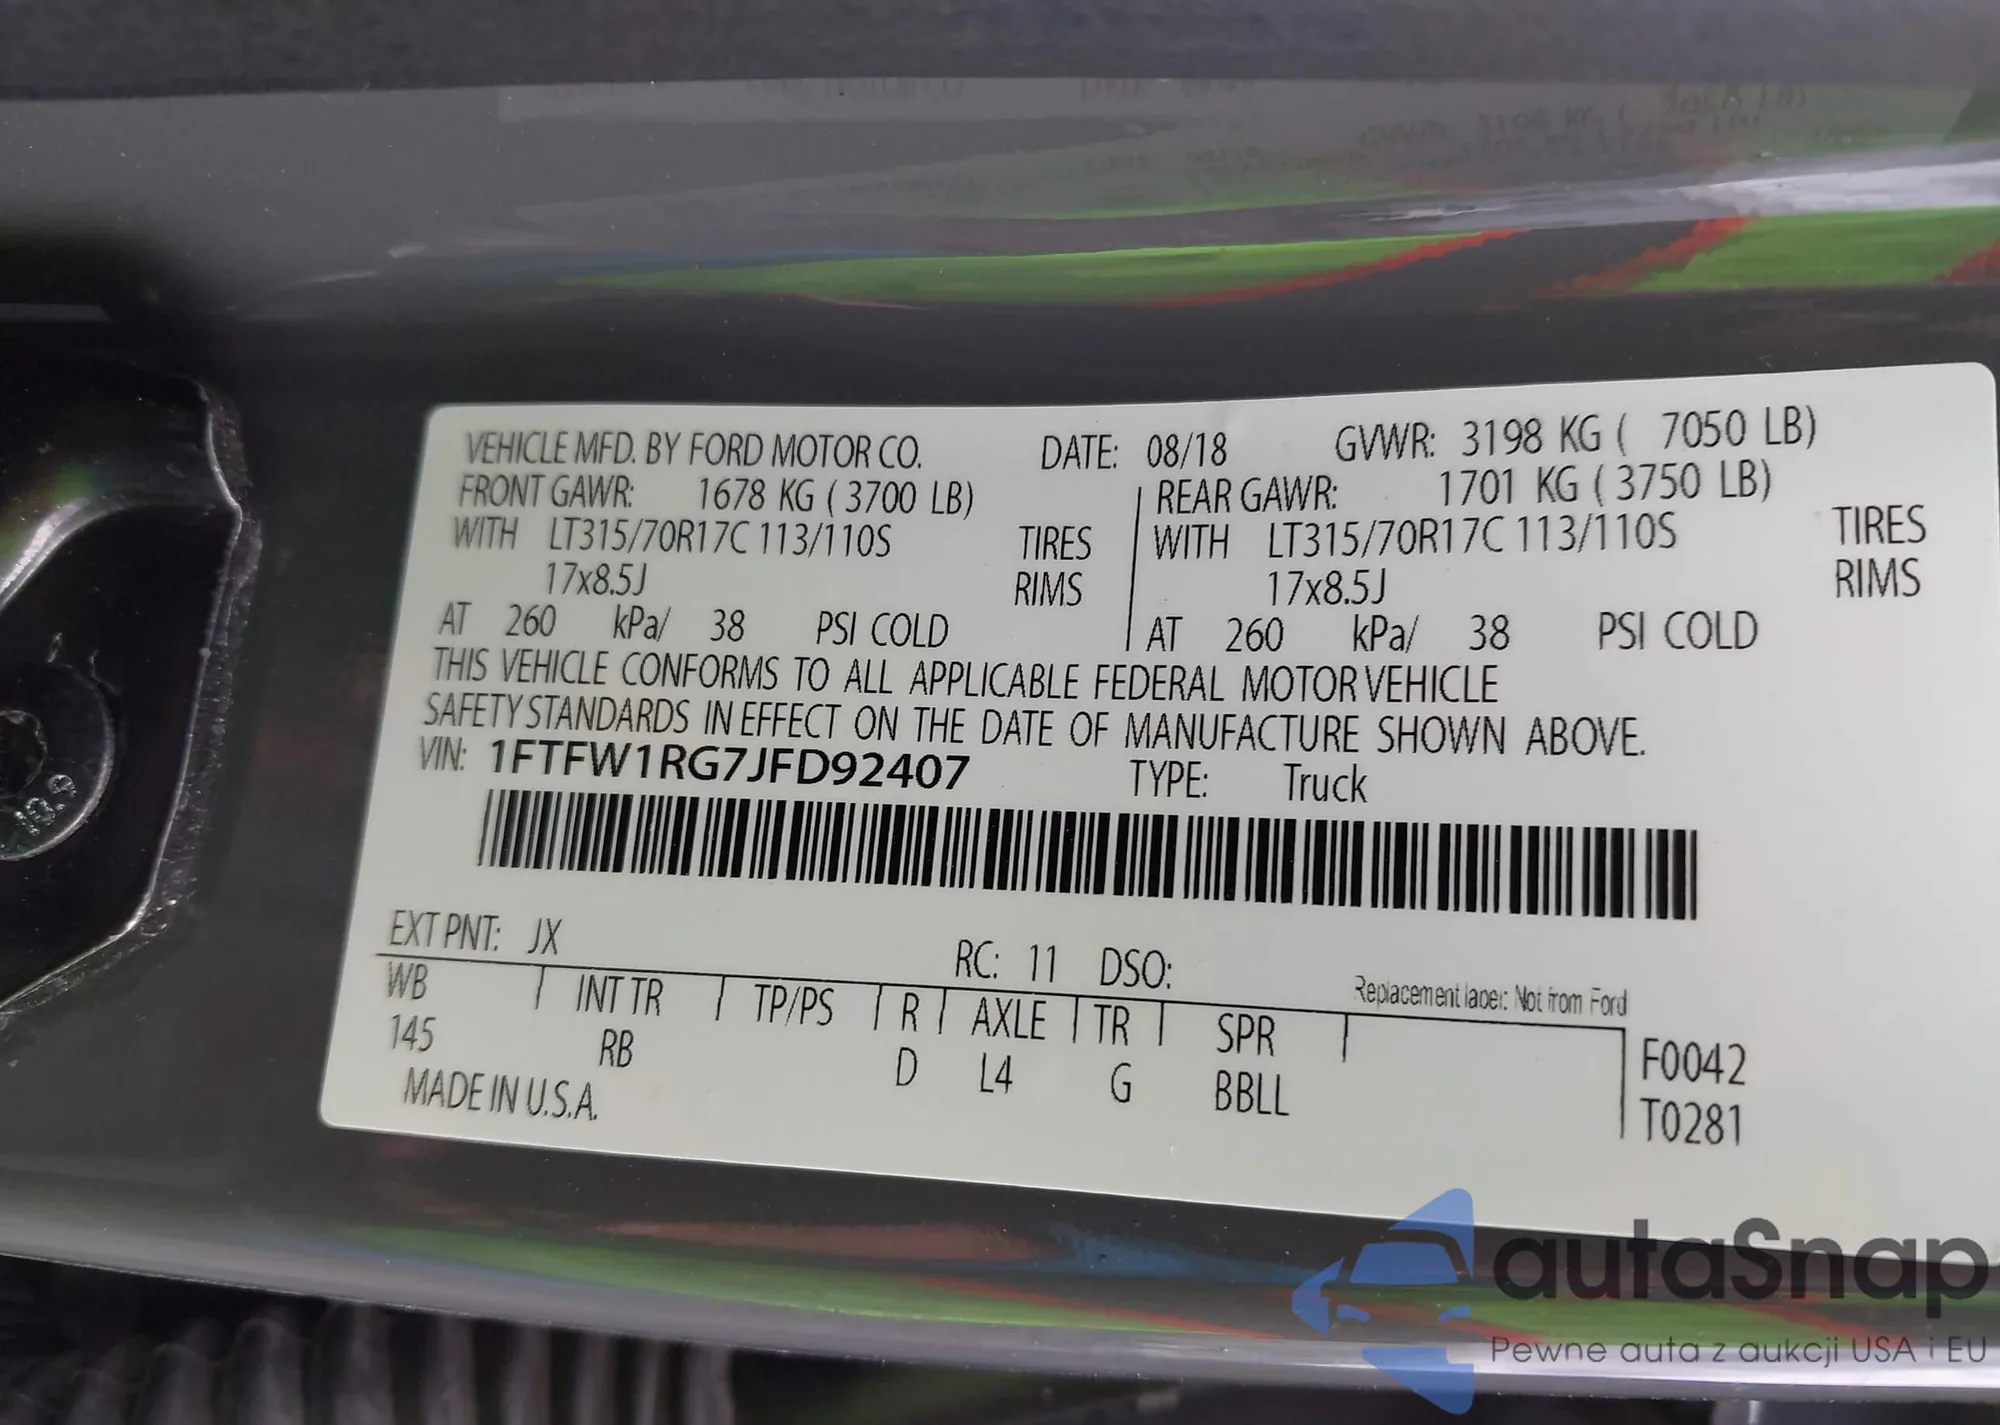 VEHICLE MFD. BY FORD MOTOR CO. DATE: 08/18 GVWR: 3198 KG ( 7050 LB)
FRONT GAWR: 1678 KG ( 3700 LB) REAR GAWR: 1701 KG ( 3750 LB)
WITH LT315/70R17C 113/110S TIRES WITH LT315/70R17C 113/110S TIRES
17x8.5J RIMS 17x8.5J RIMS
AT 260 kPa/ 38 PSI COLD AT 260 kPa/ 38 PSI COLD
THIS VEHICLE CONFORMS TO ALL APPLICABLE FEDERAL MOTOR VEHICLE
SAFETY STANDARDS IN EFFECT ON THE DATE OF MANUFACTURE SHOWN ABOVE.
VIN: 1FTFW1RG7JFD92407 TYPE: Truck
EXT PNT: JX RC: 11 DSO:
Replacement label: Not from Ford
WB INT TR TP/PS R AXLE TR SPR
145 RB D L4 G BBLL
F0042
T0281
MADE IN U.S.A.
10.9
autaSnap
Pewne auta z aukcji USA i EU